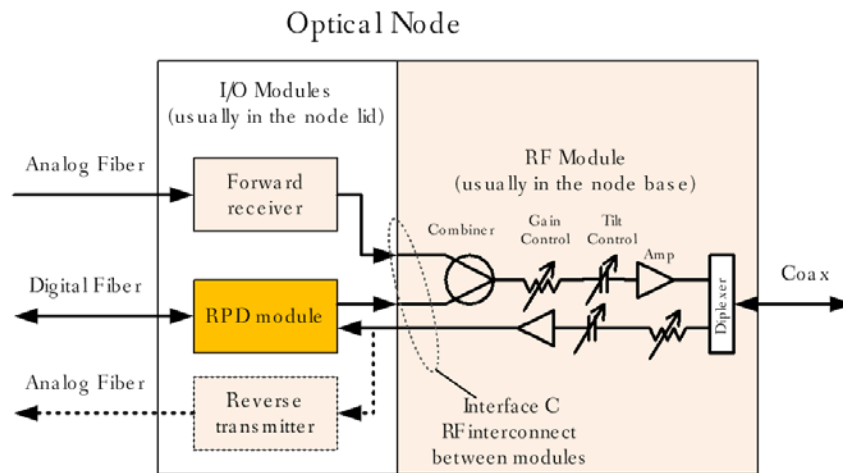 Optical Node
I/O Modules
(usually in the node lid)
Analog Fiber
Forward
receiver
RF Module
(usually in the node base)
Combiner
Gain
Control
Tilt
Control
Amp
Digital Fiber
RPD module
Diplexer
Coax
Analog Fiber
Reverse
transmitter
Interface C
RF interconnect
between modules